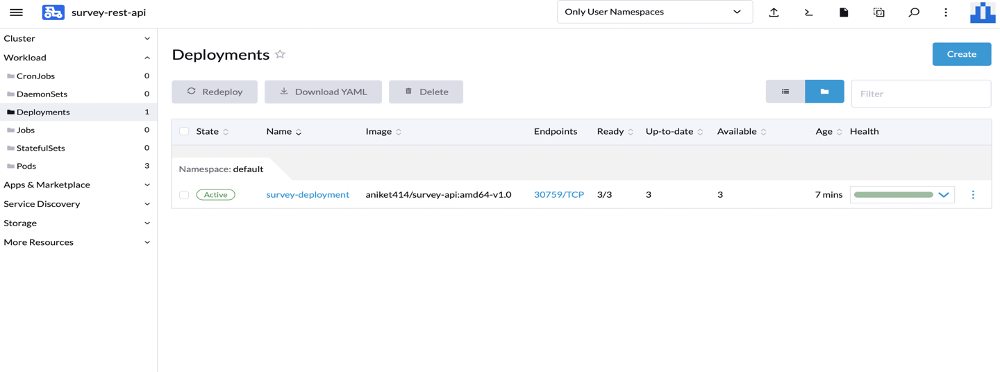 survey-rest-api
Only User Namespaces
Cluster
Workload
CronJobs 0
DaemonSets 0
Deployments 1
Jobs 0
StatefulSets 0
Pods 3
Apps & Marketplace
Service Discovery
Storage
More Resources
Deployments
Create
Redeploy Download YAML Delete
Filter
State Name Image Endpoints Ready Up-to-date Available Age Health
Namespace: default
Active survey-deployment aniket414/survey-api:amd64-v1.0 30759/TCP 3/3 3 3 7 mins